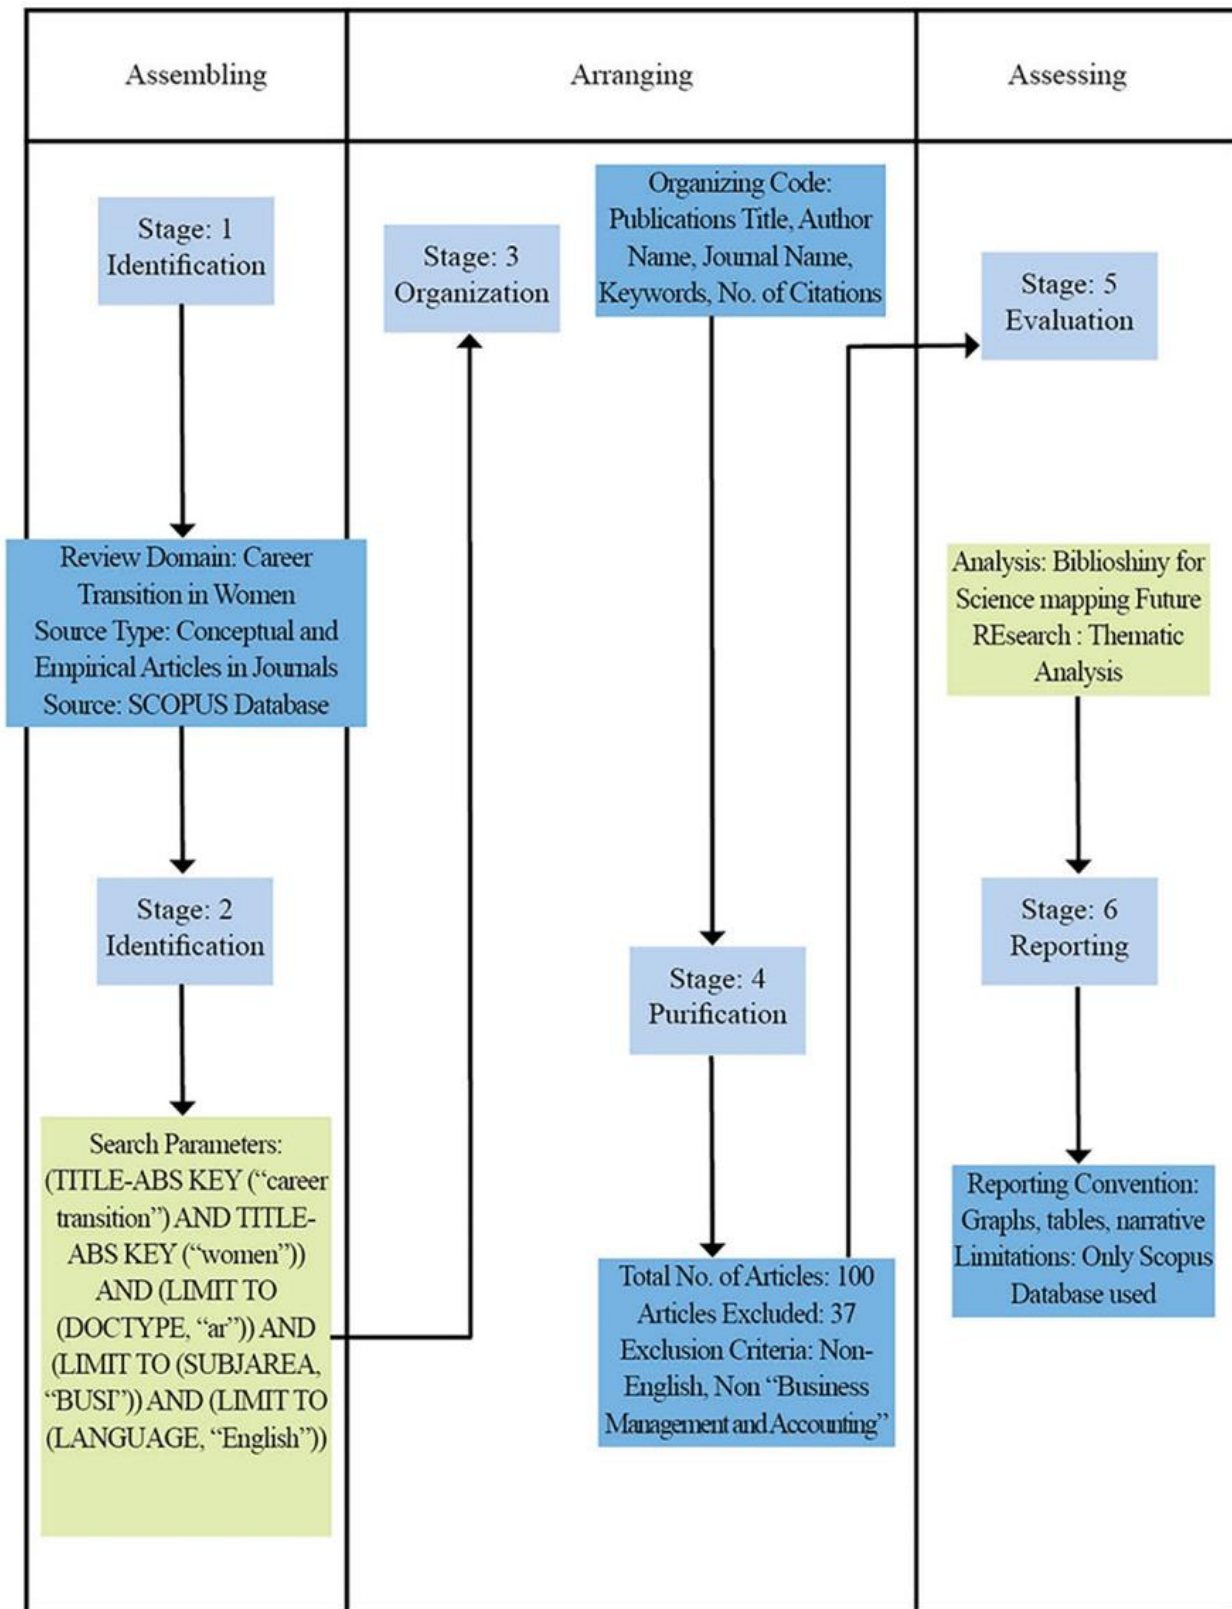 Assembling
Arranging
Assessing
Stage: 1
Identification
Review Domain: Career
Transition in Women
Source Type: Conceptual and
Empirical Articles in Journals
Source: SCOPUS Database
Stage: 2
Identification
Search Parameters:
(TITLE-ABS KEY (“career
transition”) AND TITLE-
ABS KEY (“women”))
AND (LIMIT TO
(DOCTYPE, “ar”)) AND
(LIMIT TO (SUBJAREA,
“BUSI”)) AND (LIMIT TO
(LANGUAGE, “English”))
Stage: 3
Organization
Organizing Code:
Publications Title, Author
Name, Journal Name,
Keywords, No. of Citations
Stage: 4
Purification
Total No. of Articles: 100
Articles Excluded: 37
Exclusion Criteria: Non-
English, Non “Business
Management and Accounting”
Stage: 5
Evaluation
Analysis: Biblioshiny for
Science mapping Future
REsearch : Thematic
Analysis
Stage: 6
Reporting
Reporting Convention:
Graphs, tables, narrative
Limitations: Only Scopus
Database used